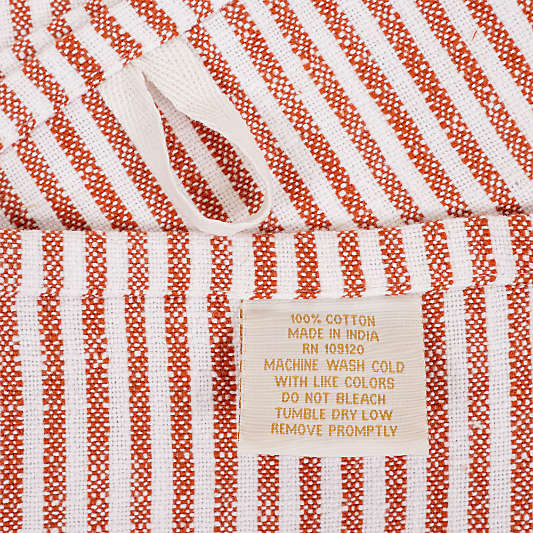 100% COTTON
MADE IN INDIA
RN 109120
MACHINE WASH COLD
WITH LIKE COLORS
DO NOT BLEACH
TUMBLE DRY LOW
REMOVE PROMPTLY